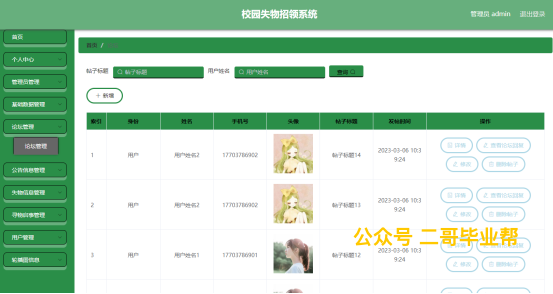 校园失物招领系统
管理员 admin 退出登录
首页
个人中心
管理员管理
基础数据管理
论坛管理
论坛管理
公告信息管理
失物信息管理
寻物启事管理
用户管理
轮播图信息
首页 /
帖子标题 帖子标题 用户姓名 用户姓名 查询
+ 新增
索引 身份 姓名 手机号 头像 帖子标题 发帖时间 操作
1 用户 用户姓名2 17703786902 帖子标题14 2023-03-06 10:39:24 详情 查看论坛回复 修改 删除帖子
2 用户 用户姓名2 17703786902 帖子标题13 2023-03-06 10:39:24 详情 查看论坛回复 修改 删除帖子
3 用户 用户姓名1 17703786901 帖子标题12 2023-03-06 10:39:24 详情 查看论坛回复 修改 删除帖子
公众号 二哥毕业帮